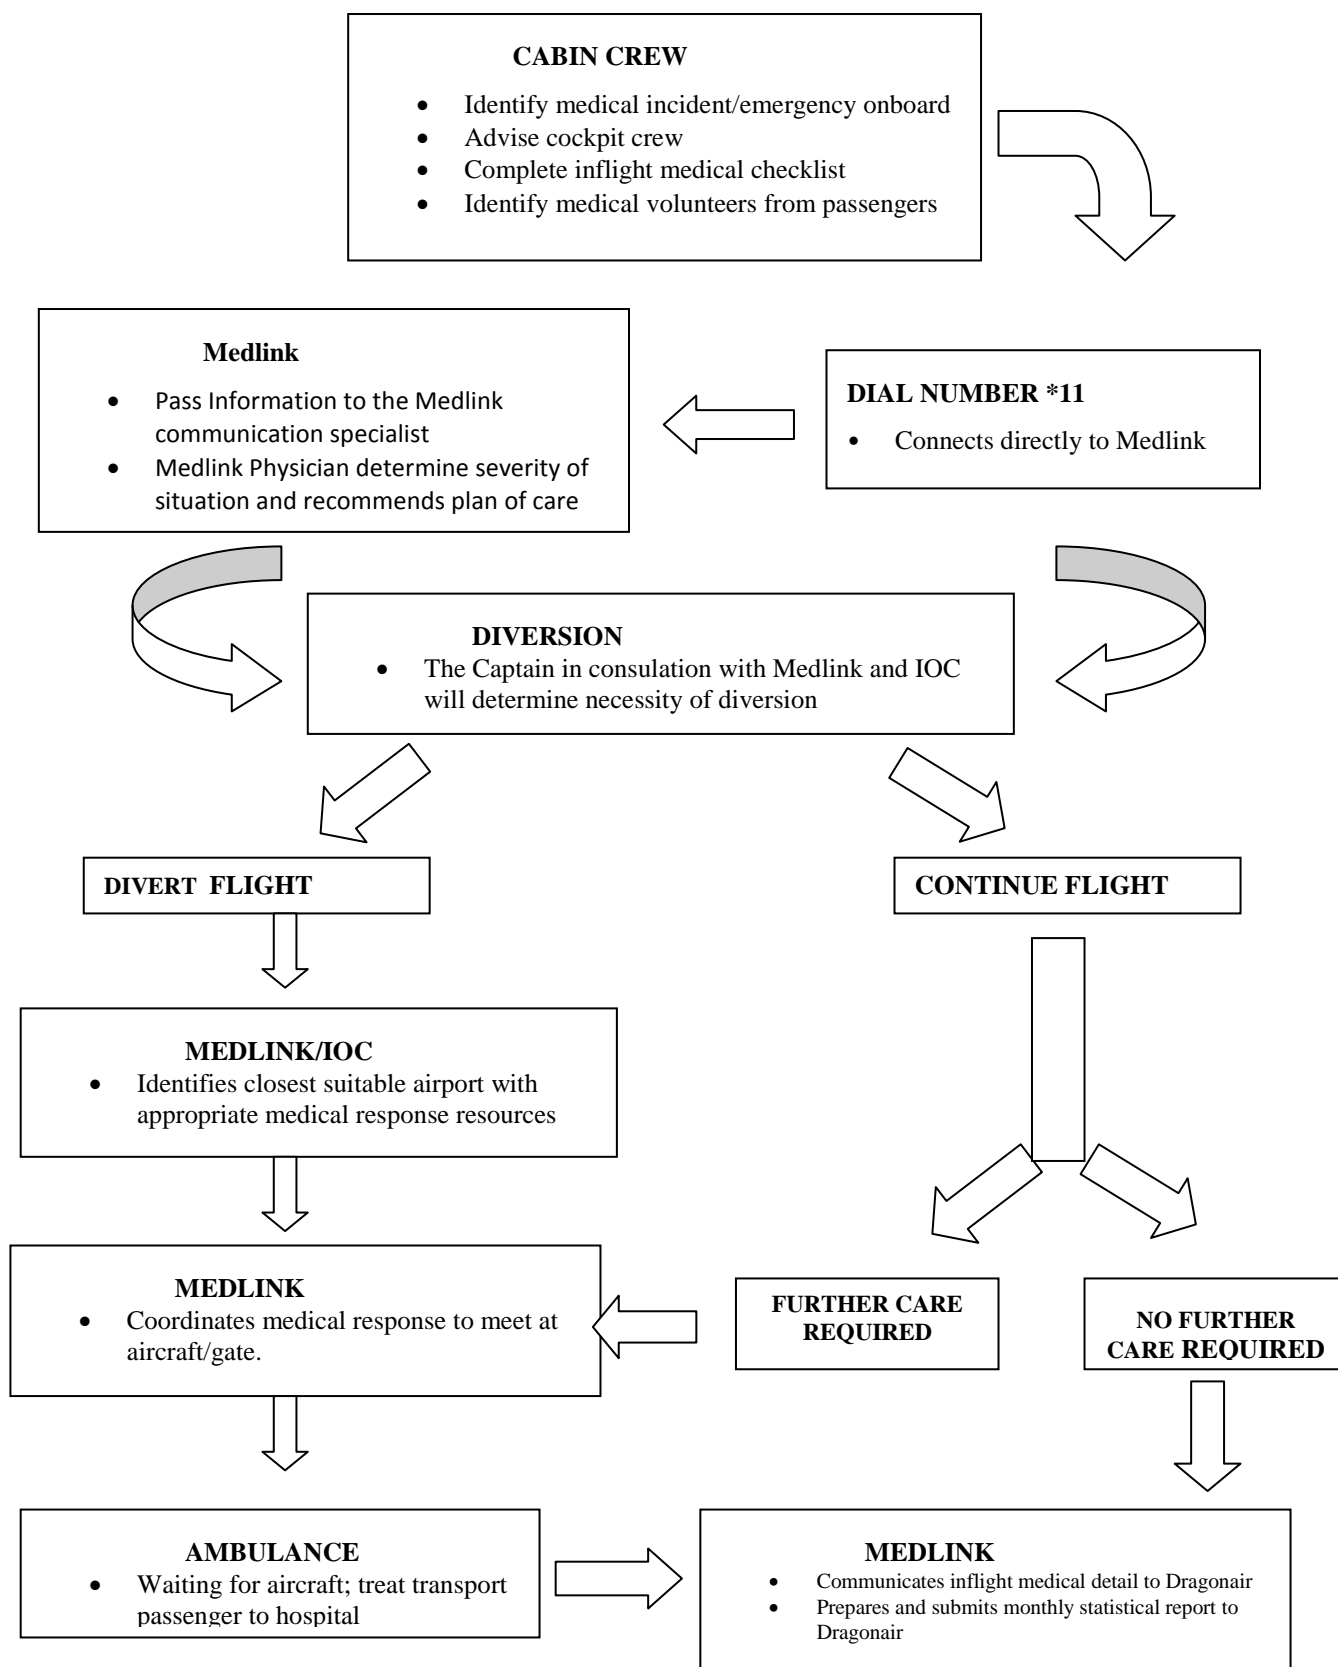 CABIN CREW
• Identify medical incident/emergency onboard
• Advise cockpit crew
• Complete inflight medical checklist
• Identify medical volunteers from passengers
Medlink
• Pass Information to the Medlink
communication specialist
• Medlink Physician determine severity of
situation and recommends plan of care
DIAL NUMBER *11
• Connects directly to Medlink
DIVERSION
• The Captain in consulation with Medlink and IOC
will determine necessity of diversion
DIVERT FLIGHT
CONTINUE FLIGHT
MEDLINK/IOC
• Identifies closest suitable airport with
appropriate medical response resources
MEDLINK
• Coordinates medical response to meet at
aircraft/gate.
FURTHER CARE
REQUIRED
NO FURTHER
CARE REQUIRED
AMBULANCE
• Waiting for aircraft; treat transport
passenger to hospital
MEDLINK
• Communicates inflight medical detail to Dragonair
• Prepares and submits monthly statistical report to
Dragonair